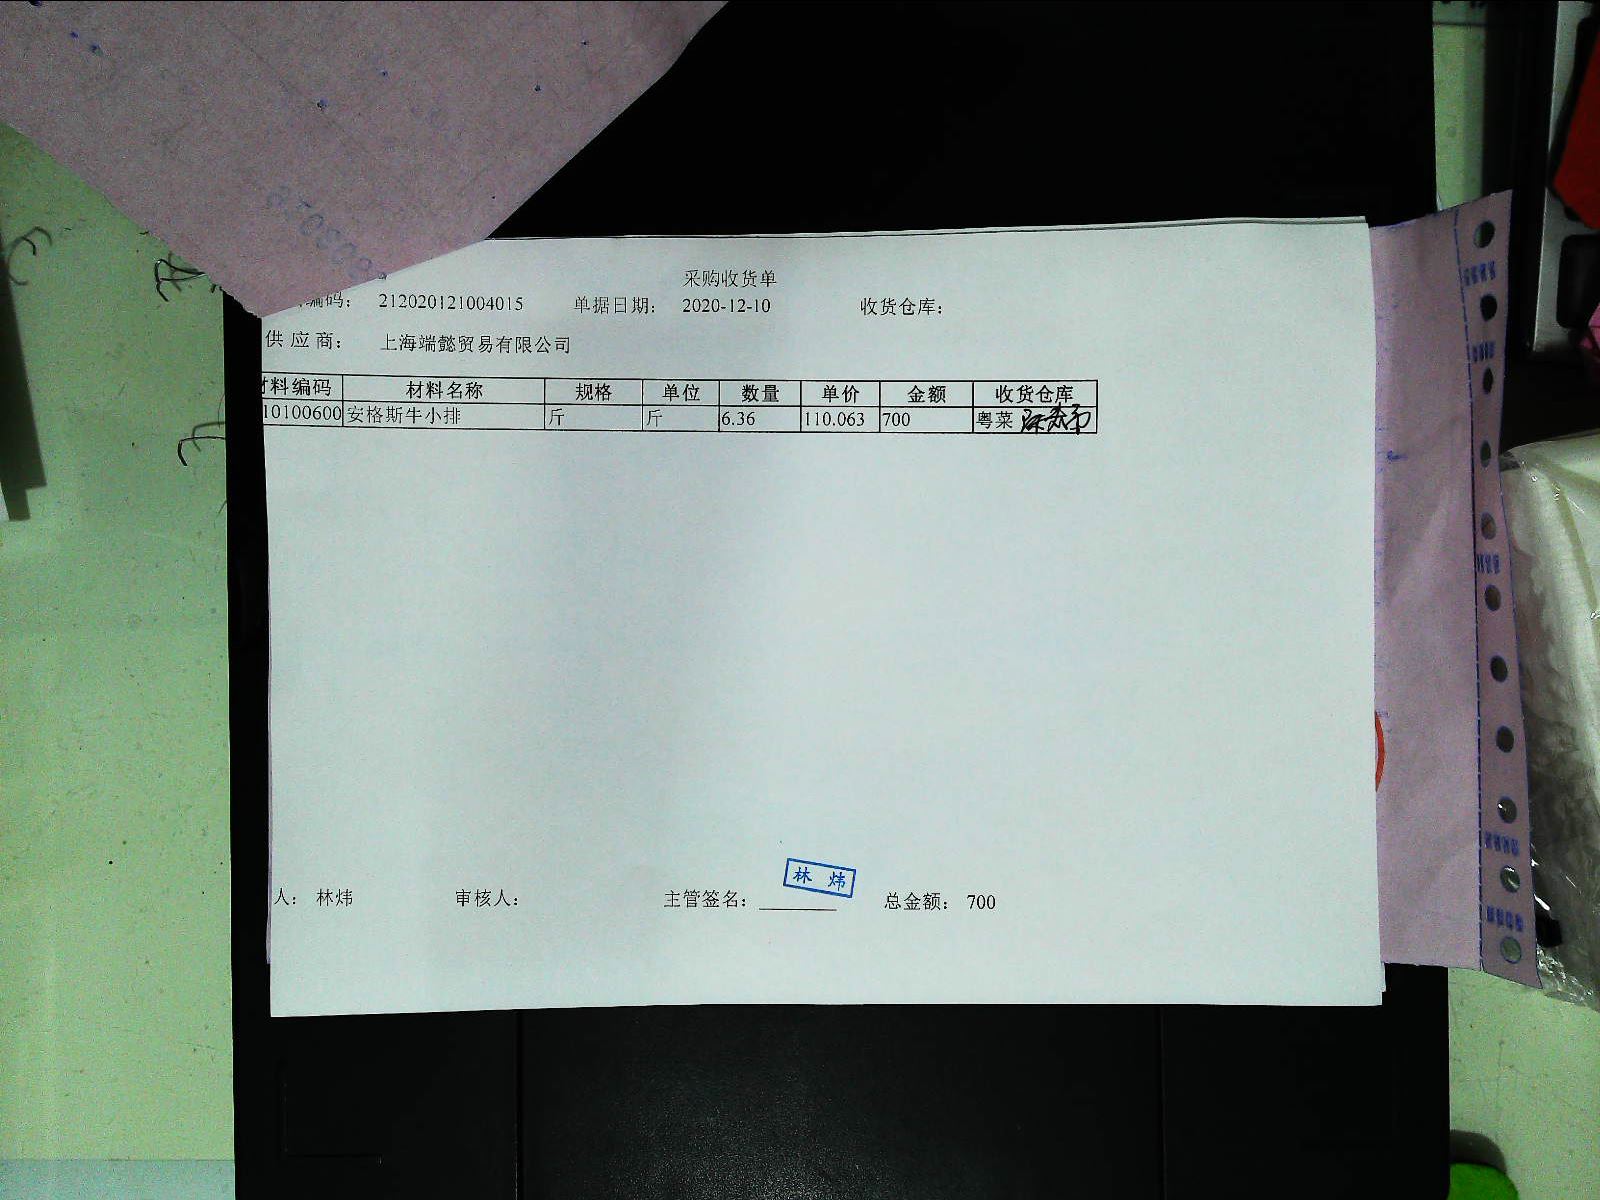 采购收货单
编码： 212020121004015 单据日期： 2020-12-10 收货仓库：
供应商： 上海端懿贸易有限公司
材料编码 材料名称 规格 单位 数量 单价 金额 收货仓库
10100600 安格斯牛小排 斤 斤 6.36 110.063 700 粤菜
林 炜
人： 林炜 审核人： 主管签名： 总金额： 700